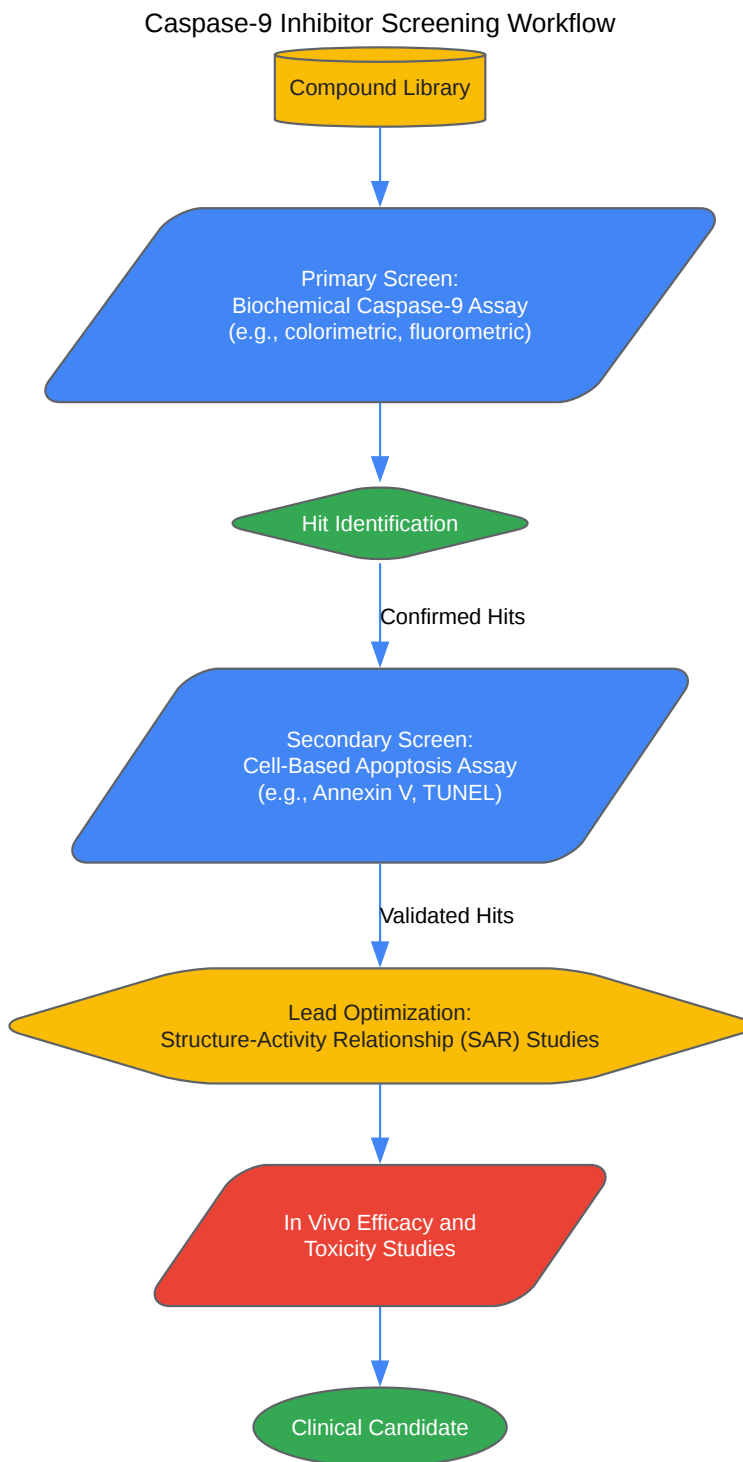 Caspase-9 Inhibitor Screening Workflow
Compound Library
Primary Screen:
Biochemical Caspase-9 Assay
(e.g., colorimetric, fluorometric)
Hit Identification
Confirmed Hits
Secondary Screen:
Cell-Based Apoptosis Assay
(e.g., Annexin V, TUNEL)
Validated Hits
Lead Optimization:
Structure-Activity Relationship (SAR) Studies
In Vivo Efficacy and
Toxicity Studies
Clinical Candidate